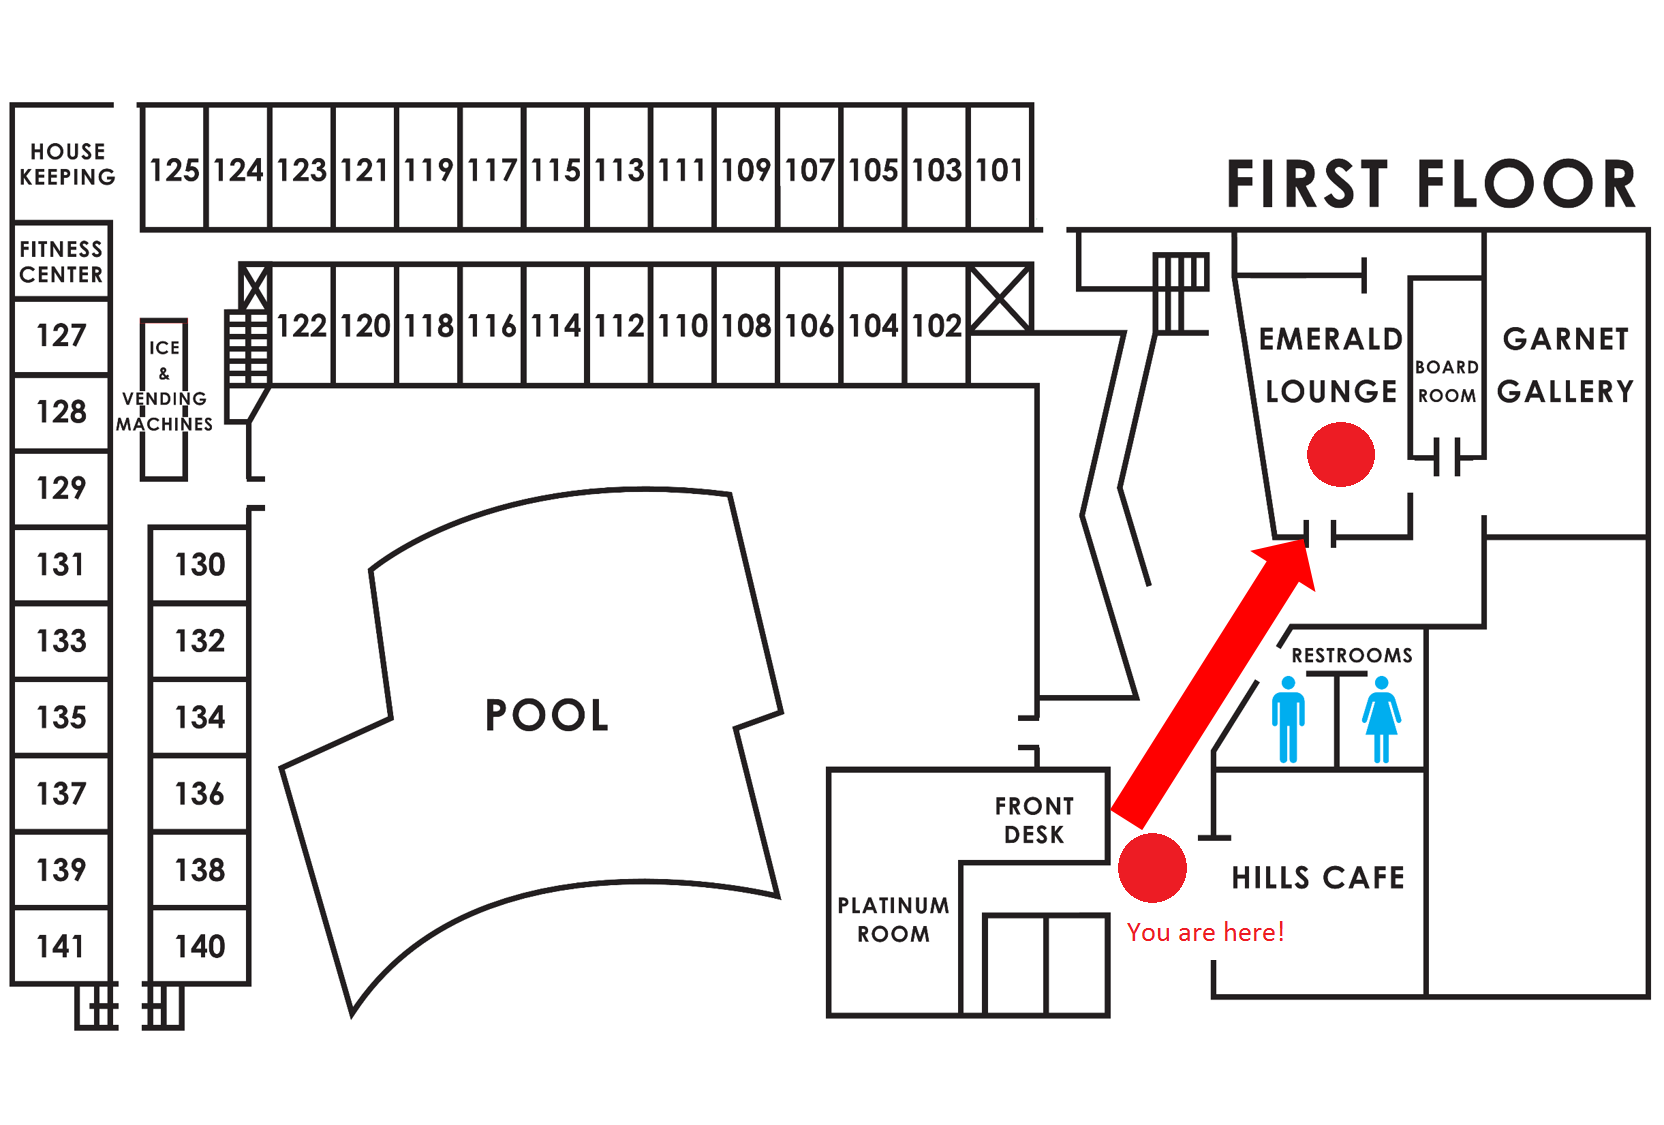 FIRST FLOOR
HOUSE
KEEPING
125 124 123 121 119 117 115 113 111 109 107 105 103 101
FITNESS
CENTER
122 120 118 116 114 112 110 108 106 104 102
127
128
129
131
133
135
137
139
141
ICE
&
VENDING
MACHINES
130
132
134
136
138
140
POOL
EMERALD
LOUNGE
BOARD
ROOM
GARNET
GALLERY
RESTROOMS
FRONT
DESK
PLATINUM
ROOM
HILLS CAFE
You are here!